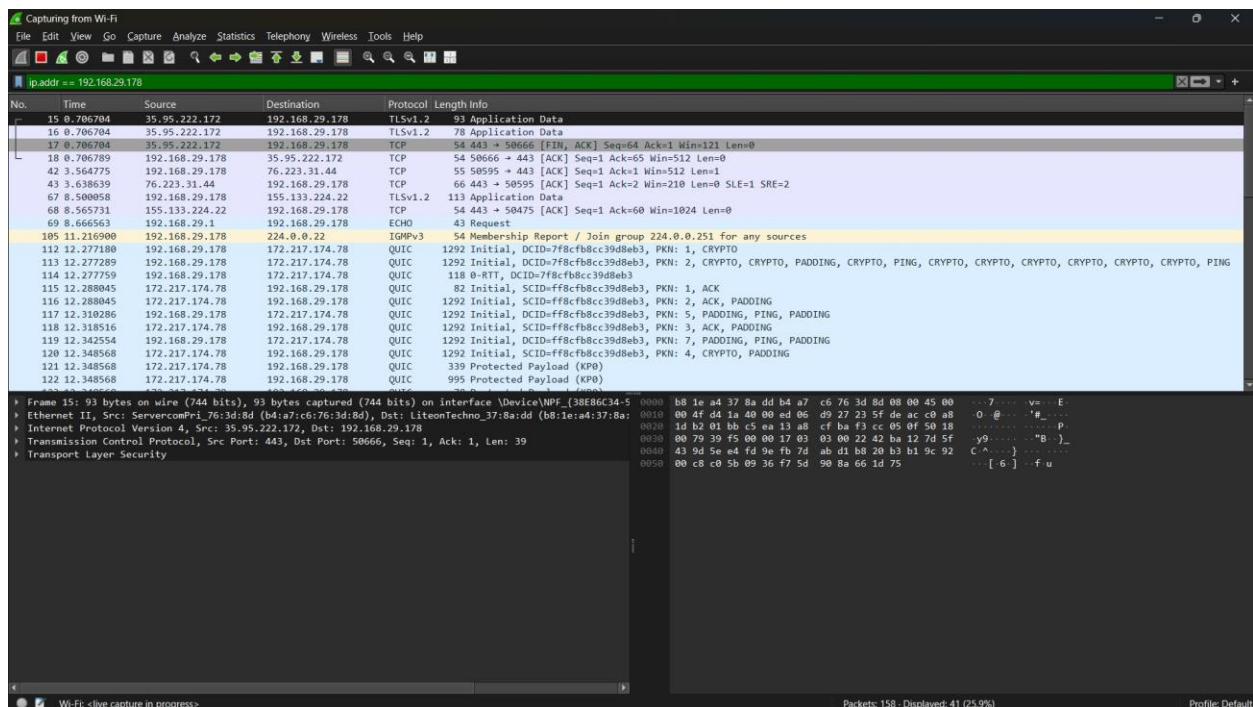 Capturing from Wi-Fi
File Edit View Go Capture Analyze Statistics Telephony Wireless Tools Help
ip.addr == 192.168.29.178
No. Time Source Destination Protocol Length Info
15 0.706704 35.95.222.172 192.168.29.178 TLSv1.2 93 Application Data
16 0.706704 35.95.222.172 192.168.29.178 TLSv1.2 78 Application Data
17 0.706704 35.95.222.172 192.168.29.178 TCP 54 443 → 50666 [FIN, ACK] Seq=64 Ack=1 Win=121 Len=0
18 0.706789 192.168.29.178 35.95.222.172 TCP 54 50666 → 443 [ACK] Seq=1 Ack=65 Win=512 Len=0
42 3.564775 192.168.29.178 76.223.31.44 TCP 55 50595 → 443 [ACK] Seq=1 Ack=1 Win=512 Len=1
43 3.638639 76.223.31.44 192.168.29.178 TCP 66 443 → 50595 [ACK] Seq=1 Ack=2 Win=210 Len=0 SLE=1 SRE=2
67 8.500058 192.168.29.178 155.133.224.22 TLSv1.2 113 Application Data
68 8.565731 155.133.224.22 192.168.29.178 TCP 54 443 → 50475 [ACK] Seq=1 Ack=60 Win=1024 Len=0
69 8.666563 192.168.29.1 192.168.29.178 ECHO 43 Request
105 11.216900 192.168.29.178 224.0.0.22 IGMPv3 54 Membership Report / Join group 224.0.0.251 for any sources
112 12.277180 192.168.29.178 172.217.174.78 QUIC 1292 Initial, DCID=7f8cfb8cc39d8eb3, PKN: 1, CRYPTO
113 12.277289 192.168.29.178 172.217.174.78 QUIC 1292 Initial, DCID=7f8cfb8cc39d8eb3, PKN: 2, CRYPTO, CRYPTO, PADDING, CRYPTO, PING, CRYPTO, CRYPTO, CRYPTO, CRYPTO, CRYPTO, CRYPTO, PING
114 12.277759 192.168.29.178 172.217.174.78 QUIC 118 0-RTT, DCID=7f8cfb8cc39d8eb3
115 12.288045 172.217.174.78 192.168.29.178 QUIC 82 Initial, SCID=ff8cfb8cc39d8eb3, PKN: 1, ACK
116 12.288045 172.217.174.78 192.168.29.178 QUIC 1292 Initial, SCID=ff8cfb8cc39d8eb3, PKN: 2, ACK, PADDING
117 12.310286 192.168.29.178 172.217.174.78 QUIC 1292 Initial, DCID=ff8cfb8cc39d8eb3, PKN: 5, PADDING, PING, PADDING
118 12.318516 172.217.174.78 192.168.29.178 QUIC 1292 Initial, SCID=ff8cfb8cc39d8eb3, PKN: 3, ACK, PADDING
119 12.342554 192.168.29.178 172.217.174.78 QUIC 1292 Initial, DCID=ff8cfb8cc39d8eb3, PKN: 7, PADDING, PING, PADDING
120 12.348568 172.217.174.78 192.168.29.178 QUIC 1292 Initial, SCID=ff8cfb8cc39d8eb3, PKN: 4, CRYPTO, PADDING
121 12.348568 172.217.174.78 192.168.29.178 QUIC 339 Protected Payload (KP0)
122 12.348568 172.217.174.78 192.168.29.178 QUIC 995 Protected Payload (KP0)
Frame 15: 93 bytes on wire (744 bits), 93 bytes captured (744 bits) on interface \Device\NPF_{38E86C34-5
Ethernet II, Src: ServercomPri_76:3d:8d (b4:a7:c6:76:3d:8d), Dst: LiteonTechno_37:8a:dd (b8:1e:a4:37:8a:
Internet Protocol Version 4, Src: 35.95.222.172, Dst: 192.168.29.178
Transmission Control Protocol, Src Port: 443, Dst Port: 50666, Seq: 1, Ack: 1, Len: 39
Transport Layer Security
0000 b8 1e a4 37 8a dd b4 a7 c6 76 3d 8d 08 00 45 00 ···7···· ·v=···E·
0010 00 4f d4 1a 40 00 ed 06 d9 27 23 5f de ac c0 a8 ·O··@··· ·'#_····
0020 1d b2 01 bb c5 ea 13 a8 cf ba f3 cc 05 0f 50 18 ········ ······P·
0030 00 79 39 f5 00 00 17 03 03 00 22 42 ba 12 7d 5f ·y9····· ··"B··}_
0040 43 9d 5e e4 fd 9e fb 7d ab d1 b8 20 b3 b1 9c 92 C·^····} ··· ····
0050 00 c8 c0 5b 09 36 f7 5d 90 8a 66 1d 75 ···[·6·] ··f·u
Wi-Fi: <live capture in progress>
Packets: 158 · Displayed: 41 (25.9%)
Profile: Default